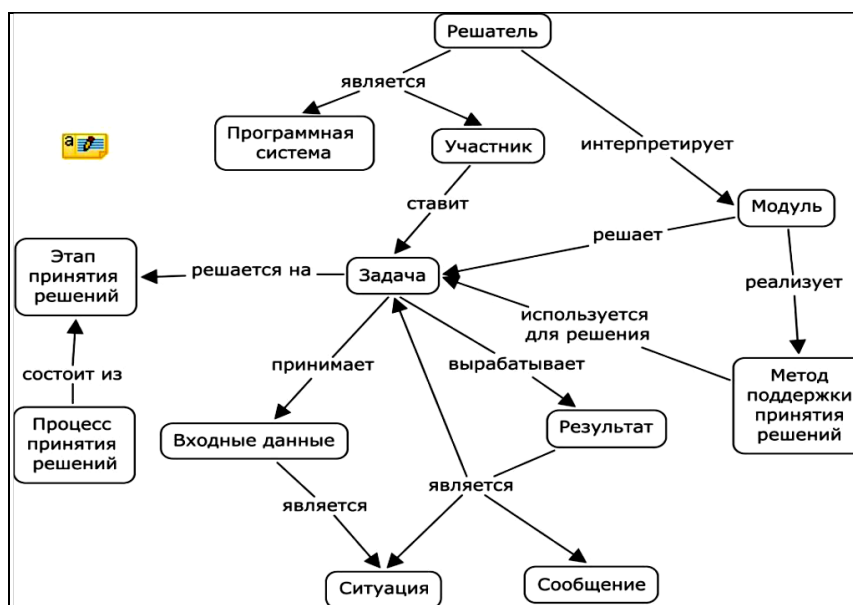 Решатель
является
Программная
система
Участник
интерпретирует
ставит
Модуль
решает
Этап
принятия
решений
решается на
Задача
реализует
используется
для решения
состоит из
принимает
вырабатывает
Метод
поддержки
принятия
решений
Процесс
принятия
решений
Входные данные
Результат
является
является
Ситуация
Сообщение
a